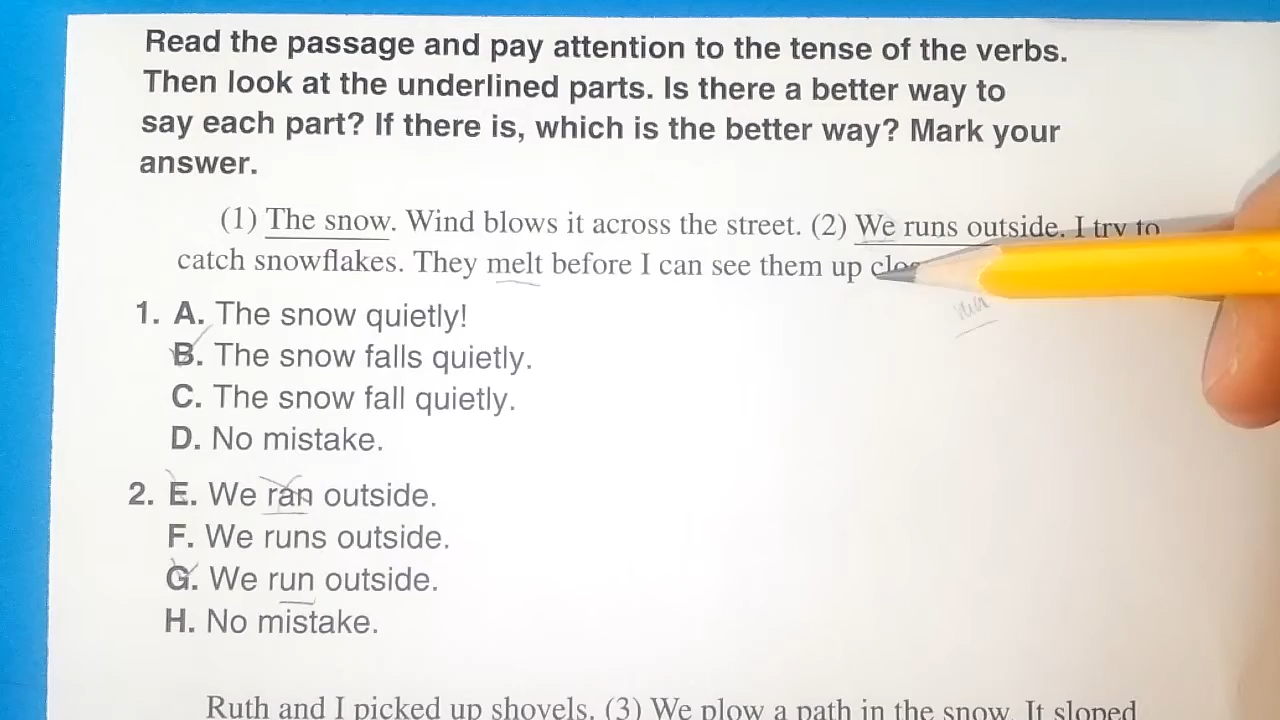 Read the passage and pay attention to the tense of the verbs.
Then look at the underlined parts. Is there a better way to
say each part? If there is, which is the better way? Mark your
answer.
(1) The snow. Wind blows it across the street. (2) We runs outside. I try to
catch snowflakes. They melt before I can see them up
1. A. The snow quietly!
B. The snow falls quietly.
C. The snow fall quietly.
D. No mistake.
2. E. We ran outside.
F. We runs outside.
G. We run outside.
H. No mistake.
Ruth and I picked up shovels. (3) We plow a path in the snow. It sloped